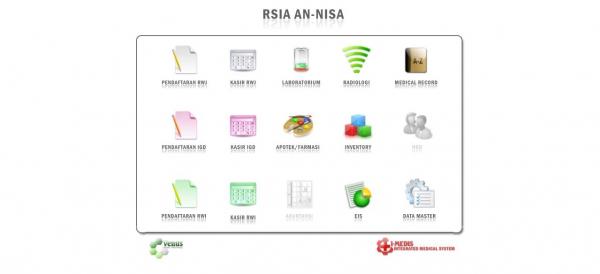 RSIA AN-NISA
PENDAFTARAN RWJ
KASIR RWJ
LABORATORIUM
RADIOLOGI
A-Z
MEDICAL RECORD
PENDAFTARAN IGD
KASIR IGD
APOTEK/FARMASI
INVENTORY
HRD
PENDAFTARAN RWI
KASIR RWI
AKUNTANSI
EIS
DATA MASTER
venus
I-MEDIS
INTEGRATED MEDICAL SYSTEM